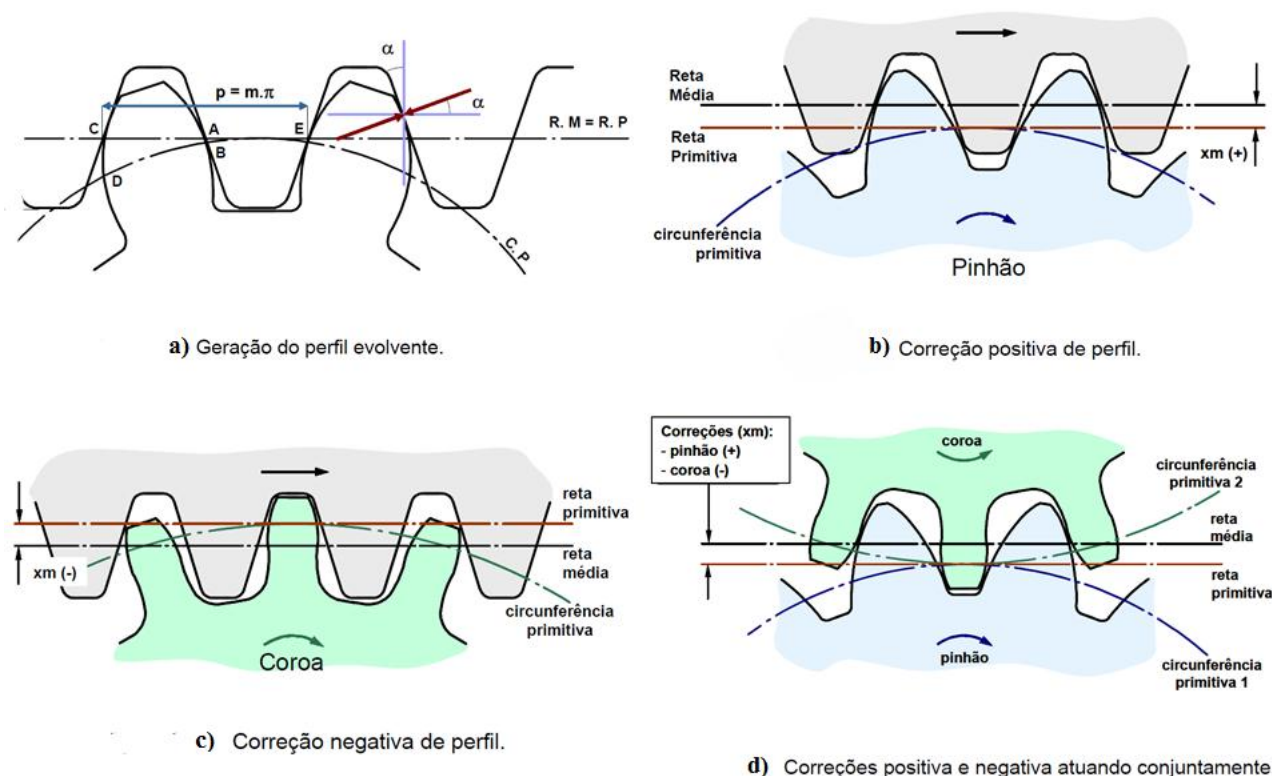 α
p = m.π
α
C
A
E
R. M = R. P
B
D
C. P
a) Geração do perfil evolvente.
Reta
Média
Reta
Primitiva
xm (+)
circunferência
primitiva
Pinhão
b) Correção positiva de perfil.
reta
primitiva
xm (-)
reta
média
circunferência
primitiva
Coroa
c) Correção negativa de perfil.
Correções (xm):
- pinhão (+)
- coroa (-)
coroa
circunferência
primitiva 2
reta
média
reta
primitiva
pinhão
circunferência
primitiva 1
d) Correções positiva e negativa atuando conjuntamente